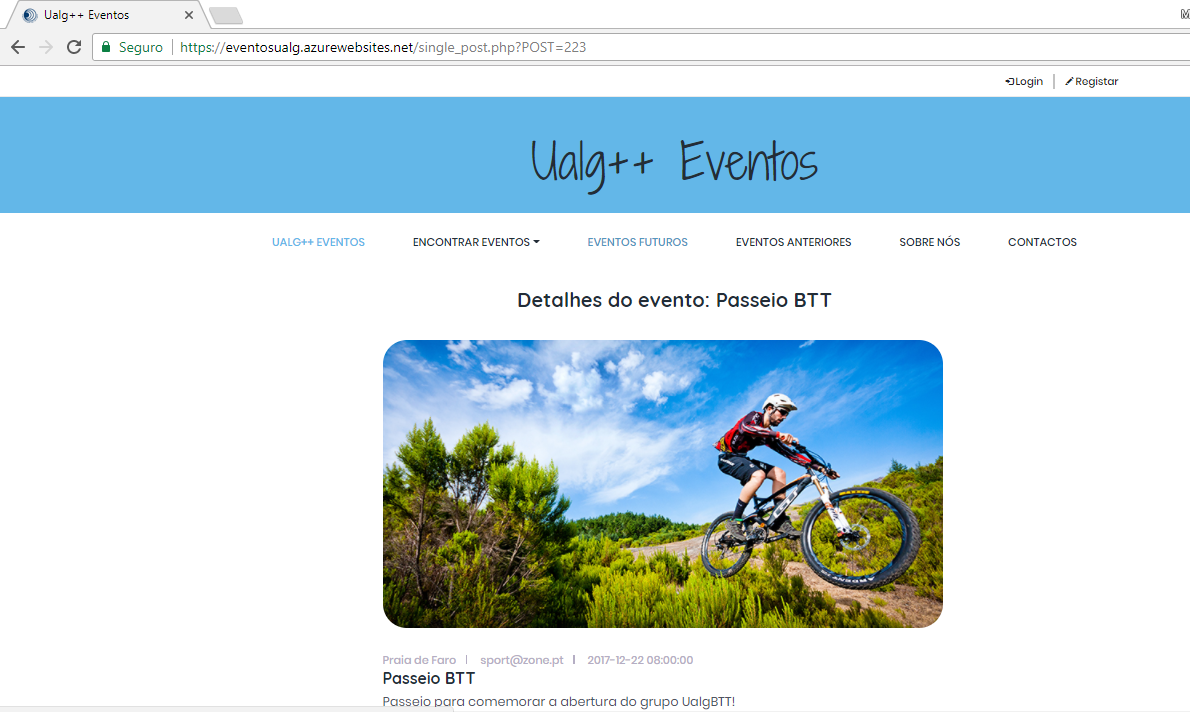 Ualg++ Eventos
Seguro https://eventosualg.azurewebsites.net/single_post.php?POST=223
Login Registar
Ualg++ Eventos
UALG++ EVENTOS ENCONTRAR EVENTOS EVENTOS FUTUROS EVENTOS ANTERIORES SOBRE NÓS CONTACTOS
Detalhes do evento: Passeio BTT
Praia de Faro | sport@zone.pt | 2017-12-22 08:00:00
Passeio BTT
Passeio para comemorar a abertura do grupo UalgBTT!